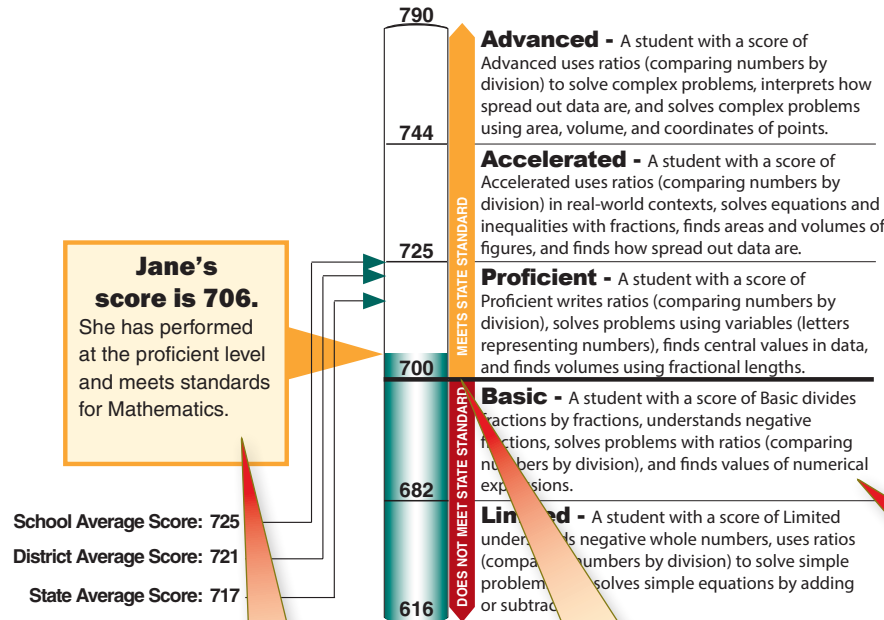 790
Advanced - A student with a score of
Advanced uses ratios (comparing numbers by
division) to solve complex problems, interprets how
spread out data are, and solves complex problems
using area, volume, and coordinates of points.
744
Accelerated - A student with a score of
Accelerated uses ratios (comparing numbers by
division) in real-world contexts, solves equations and
inequalities with fractions, finds areas and volumes of
figures, and finds how spread out data are.
725
Proficient - A student with a score of
Proficient writes ratios (comparing numbers by
division), solves problems using variables (letters
representing numbers), finds central values in data,
and finds volumes using fractional lengths.
700
MEETS STATE STANDARD
Jane's
score is 706.
She has performed
at the proficient level
and meets standards
for Mathematics.
Basic - A student with a score of Basic divides
fractions by fractions, understands negative
fractions, solves problems with ratios (comparing
numbers by division), and finds values of numerical
expressions.
682
Limited - A student with a score of Limited
negative whole numbers, uses ratios
numbers by division) to solve simple
solves simple equations by adding
or
616
DOES NOT MEET STATE STANDARD
School Average Score: 725
District Average Score: 721
State Average Score: 717